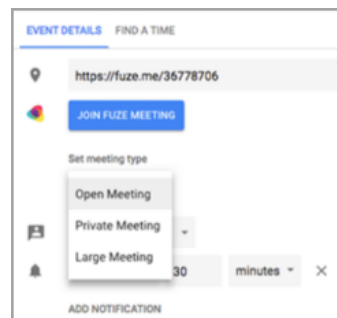 EVENT DETAILS FIND A TIME
https://fuze.me/36778706
JOIN FUZE MEETING
Set meeting type
Open Meeting
Private Meeting
Large Meeting
30 minutes
ADD NOTIFICATION